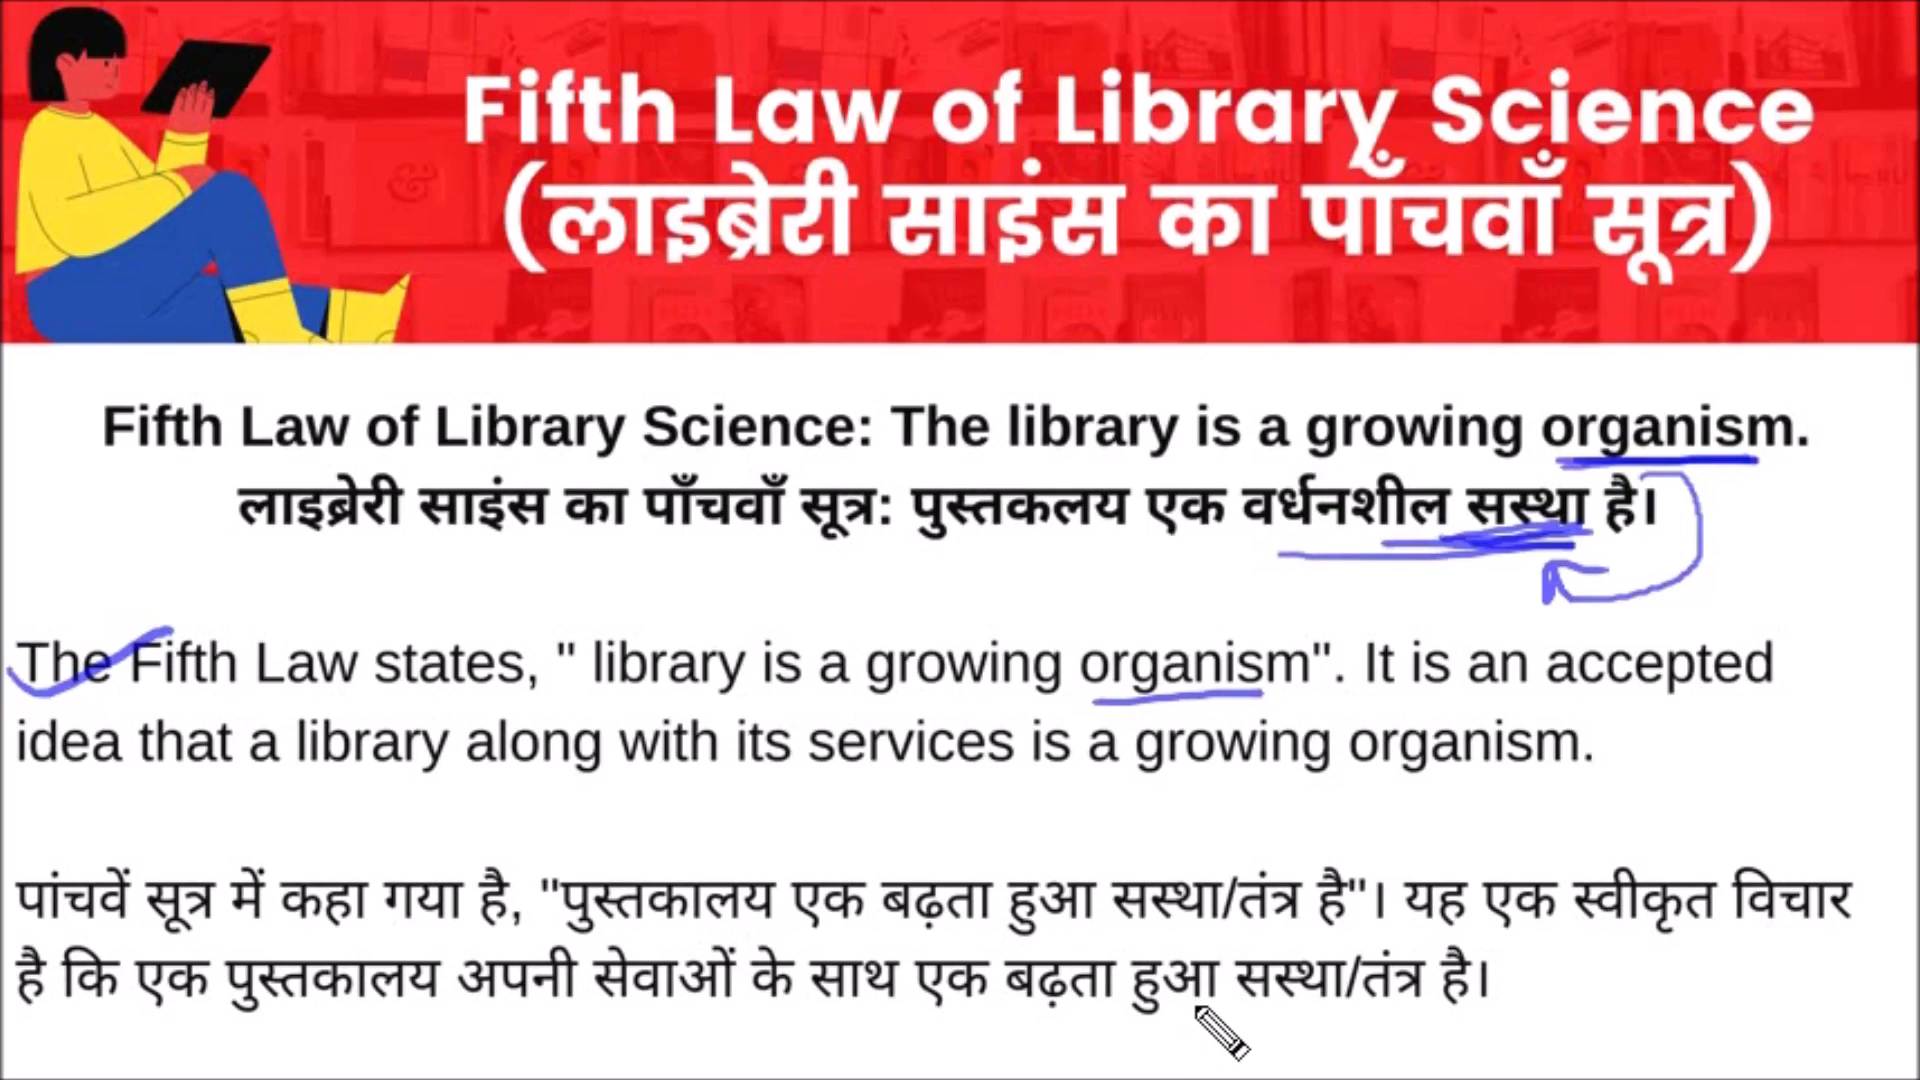 Fifth Law of Library Science
(लाइब्रेरी साइंस का पाँचवाँ सूत्र)
Fifth Law of Library Science: The library is a growing organism.
लाइब्रेरी साइंस का पाँचवाँ सूत्र: पुस्तकलय एक वर्धनशील सस्था है।
The Fifth Law states, " library is a growing organism". It is an accepted
idea that a library along with its services is a growing organism.
पांचवें सूत्र में कहा गया है, "पुस्तकालय एक बढ़ता हुआ सस्था/तंत्र है"। यह एक स्वीकृत विचार
है कि एक पुस्तकालय अपनी सेवाओं के साथ एक बढ़ता हुआ सस्था/तंत्र है।